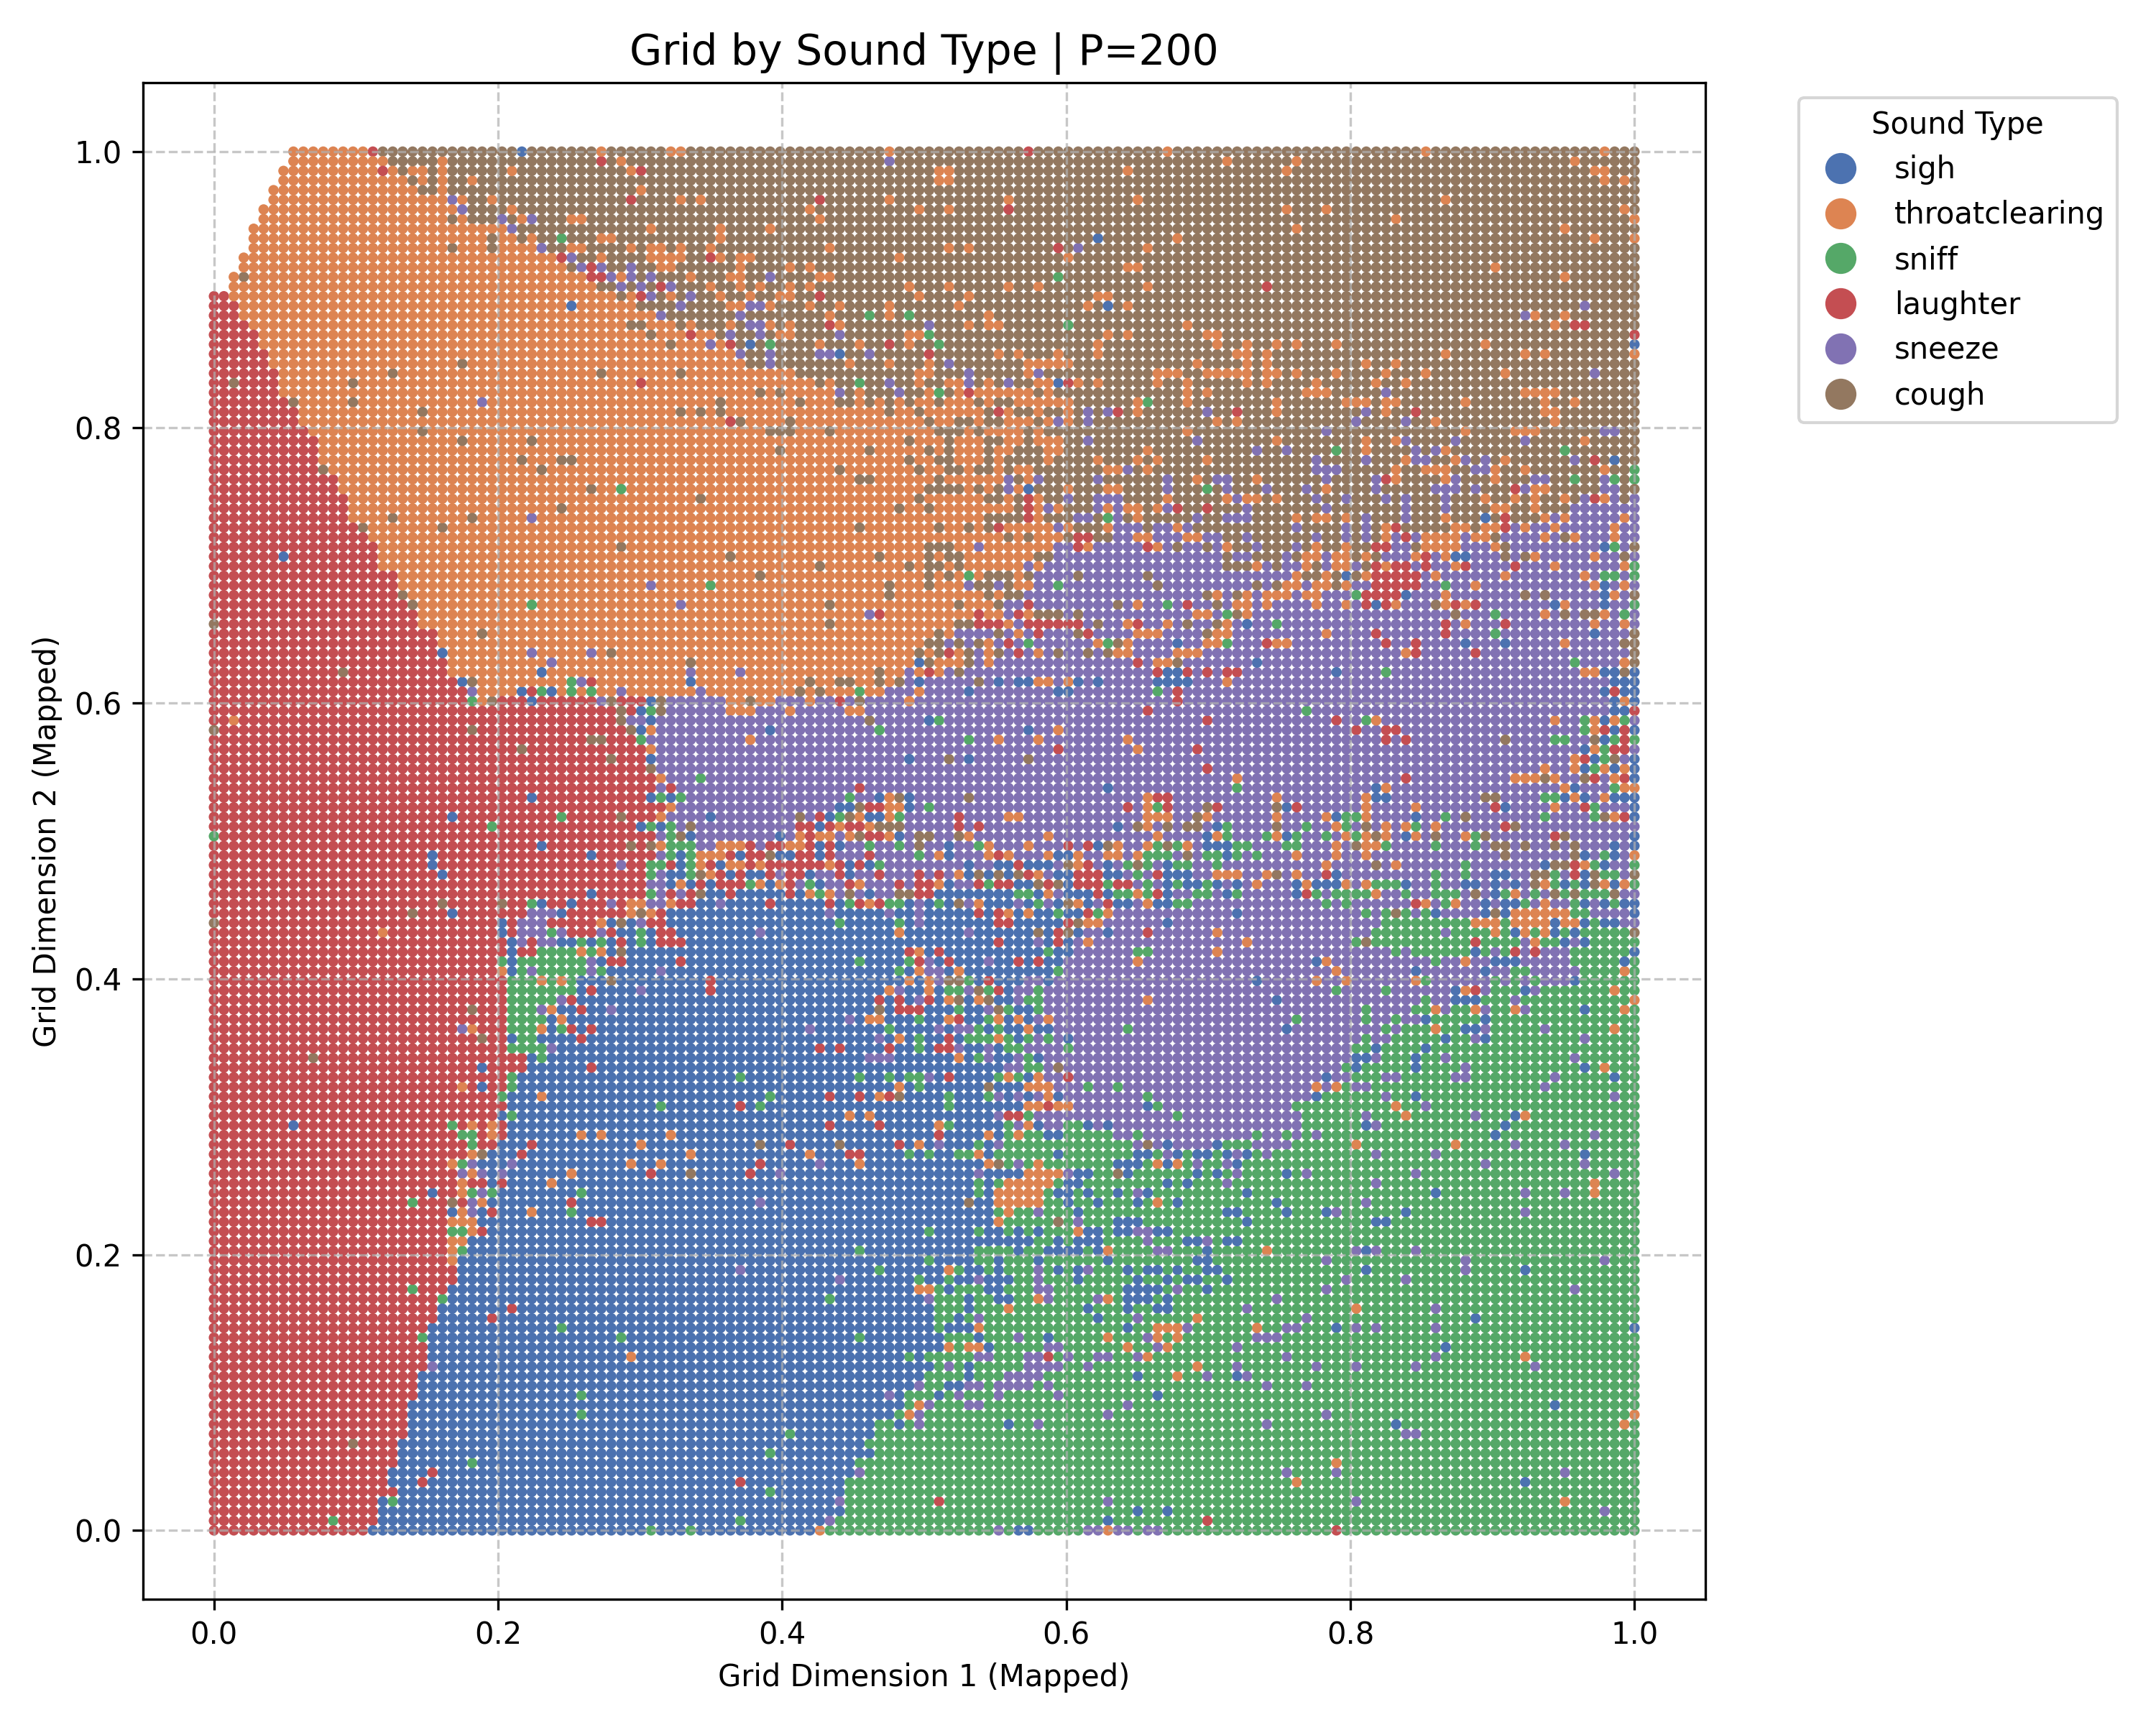 Grid by Sound Type | P=200
Sound Type
sigh
throatclearing
sniff
laughter
sneeze
cough
1.0
0.8
0.6
0.4
0.2
0.0
Grid Dimension 2 (Mapped)
0.0 0.2 0.4 0.6 0.8 1.0
Grid Dimension 1 (Mapped)